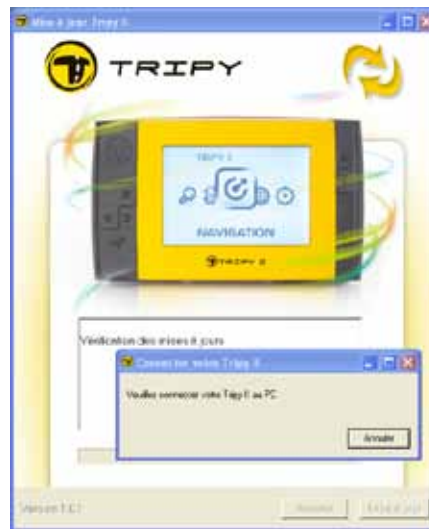 Mise à jour Tripy II
TRIPY
TRIPY II
NAVIGATION
TRIPY II
Vérification des mises à jours
Connecter votre Tripy II
Veuillez connecter votre Tripy II au PC
Annuler
Version 1.0.
Annuler
Mise à jour